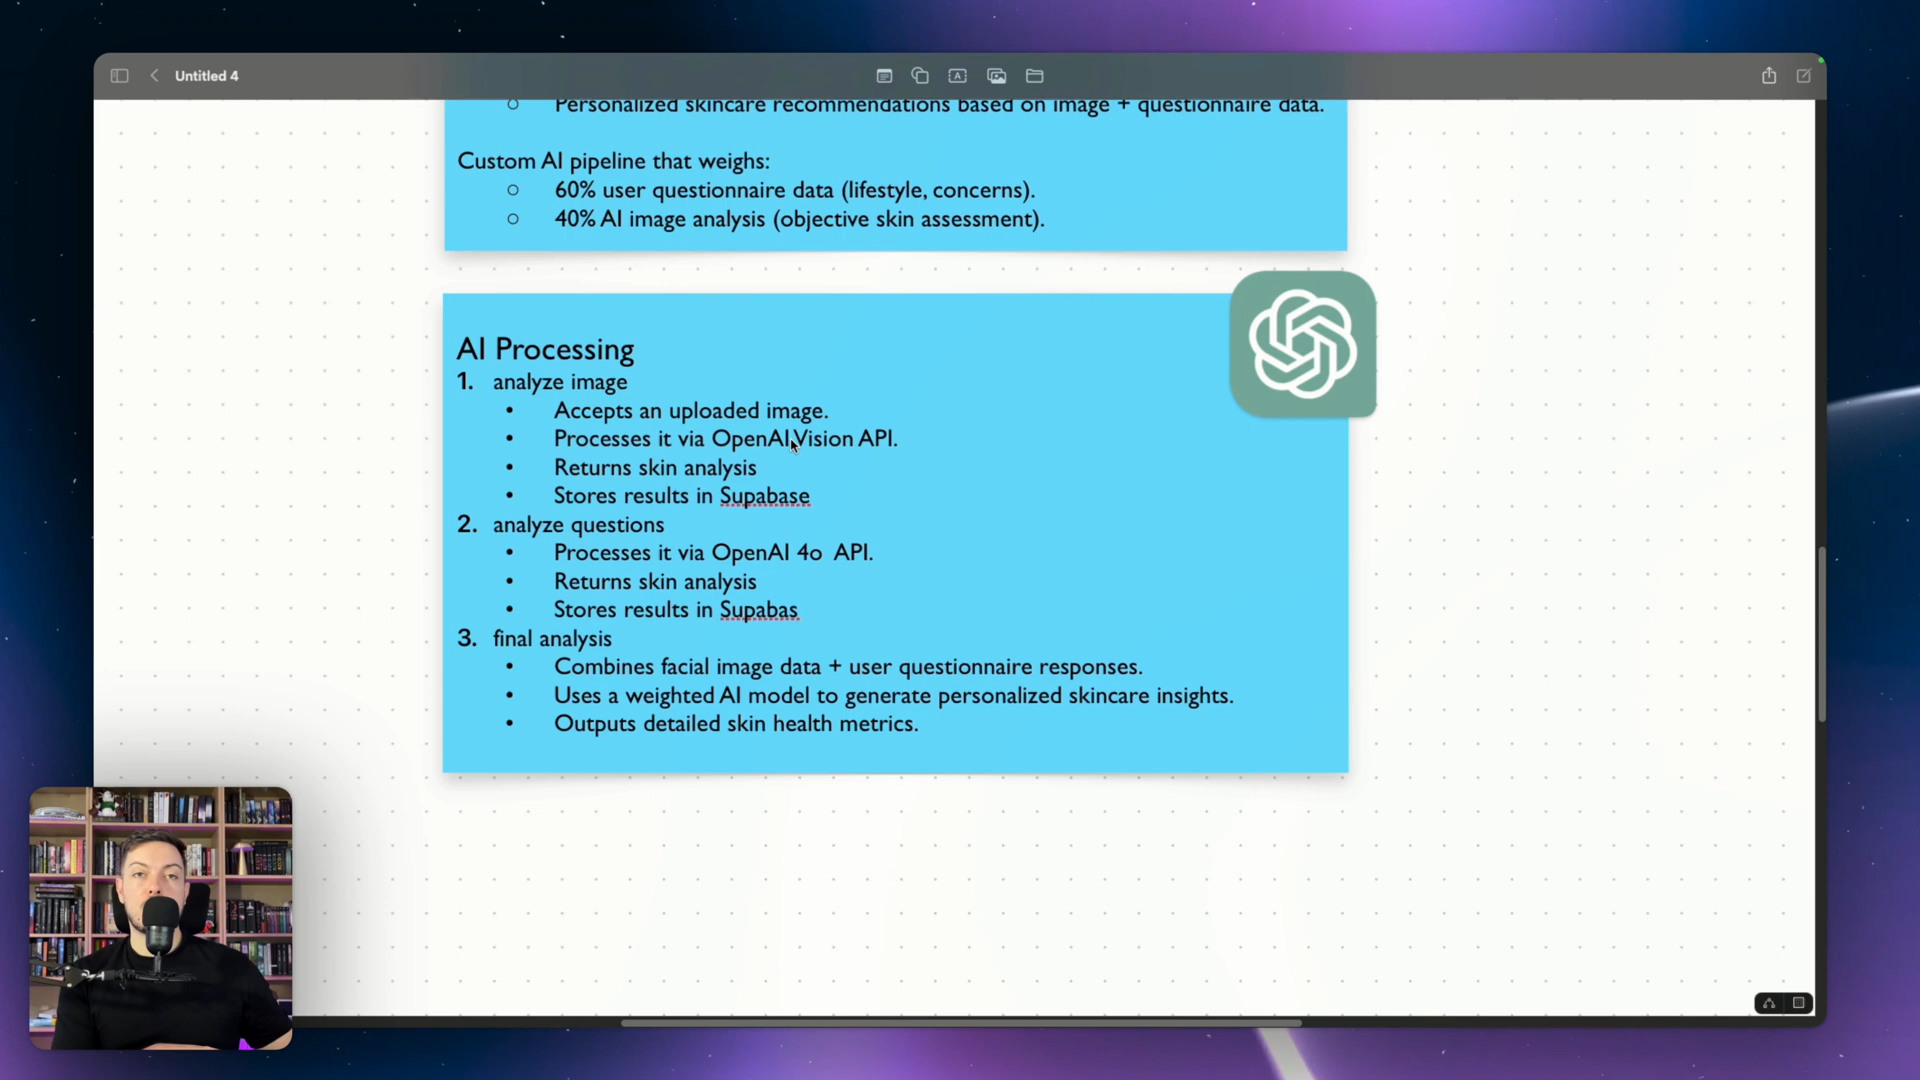 Untitled 4
○ Personalized skincare recommendations based on image + questionnaire data.
Custom AI pipeline that weighs:
○ 60% user questionnaire data (lifestyle, concerns).
○ 40% AI image analysis (objective skin assessment).
AI Processing
1. analyze image
• Accepts an uploaded image.
• Processes it via OpenAI Vision API.
• Returns skin analysis
• Stores results in Supabase
2. analyze questions
• Processes it via OpenAI 4o API.
• Returns skin analysis
• Stores results in Supabas
3. final analysis
• Combines facial image data + user questionnaire responses.
• Uses a weighted AI model to generate personalized skincare insights.
• Outputs detailed skin health metrics.